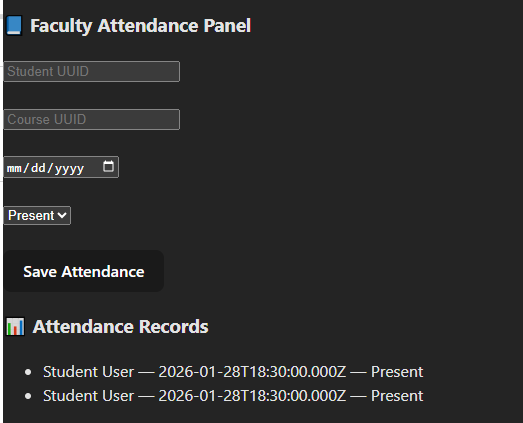 Faculty Attendance Panel
Student UUID
Course UUID
mm/dd/yyyy
Present
Save Attendance
Attendance Records
Student User — 2026-01-28T18:30:00.000Z — Present
Student User — 2026-01-28T18:30:00.000Z — Present